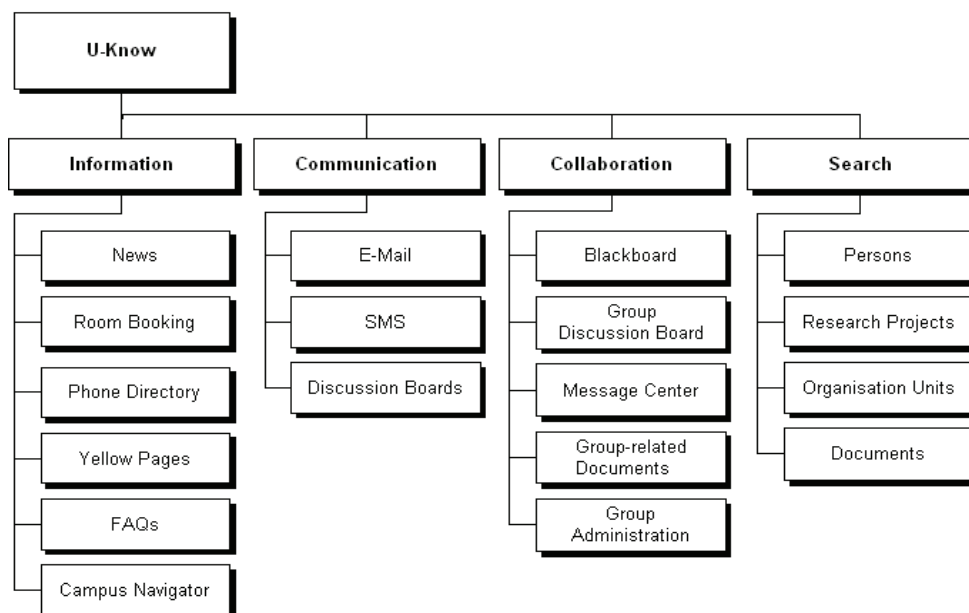 U-Know
Information
Communication
Collaboration
Search
News
Room Booking
Phone Directory
Yellow Pages
FAQs
Campus Navigator
E-Mail
SMS
Discussion Boards
Blackboard
Group
Discussion Board
Message Center
Group-related
Documents
Group
Administration
Persons
Research Projects
Organisation Units
Documents